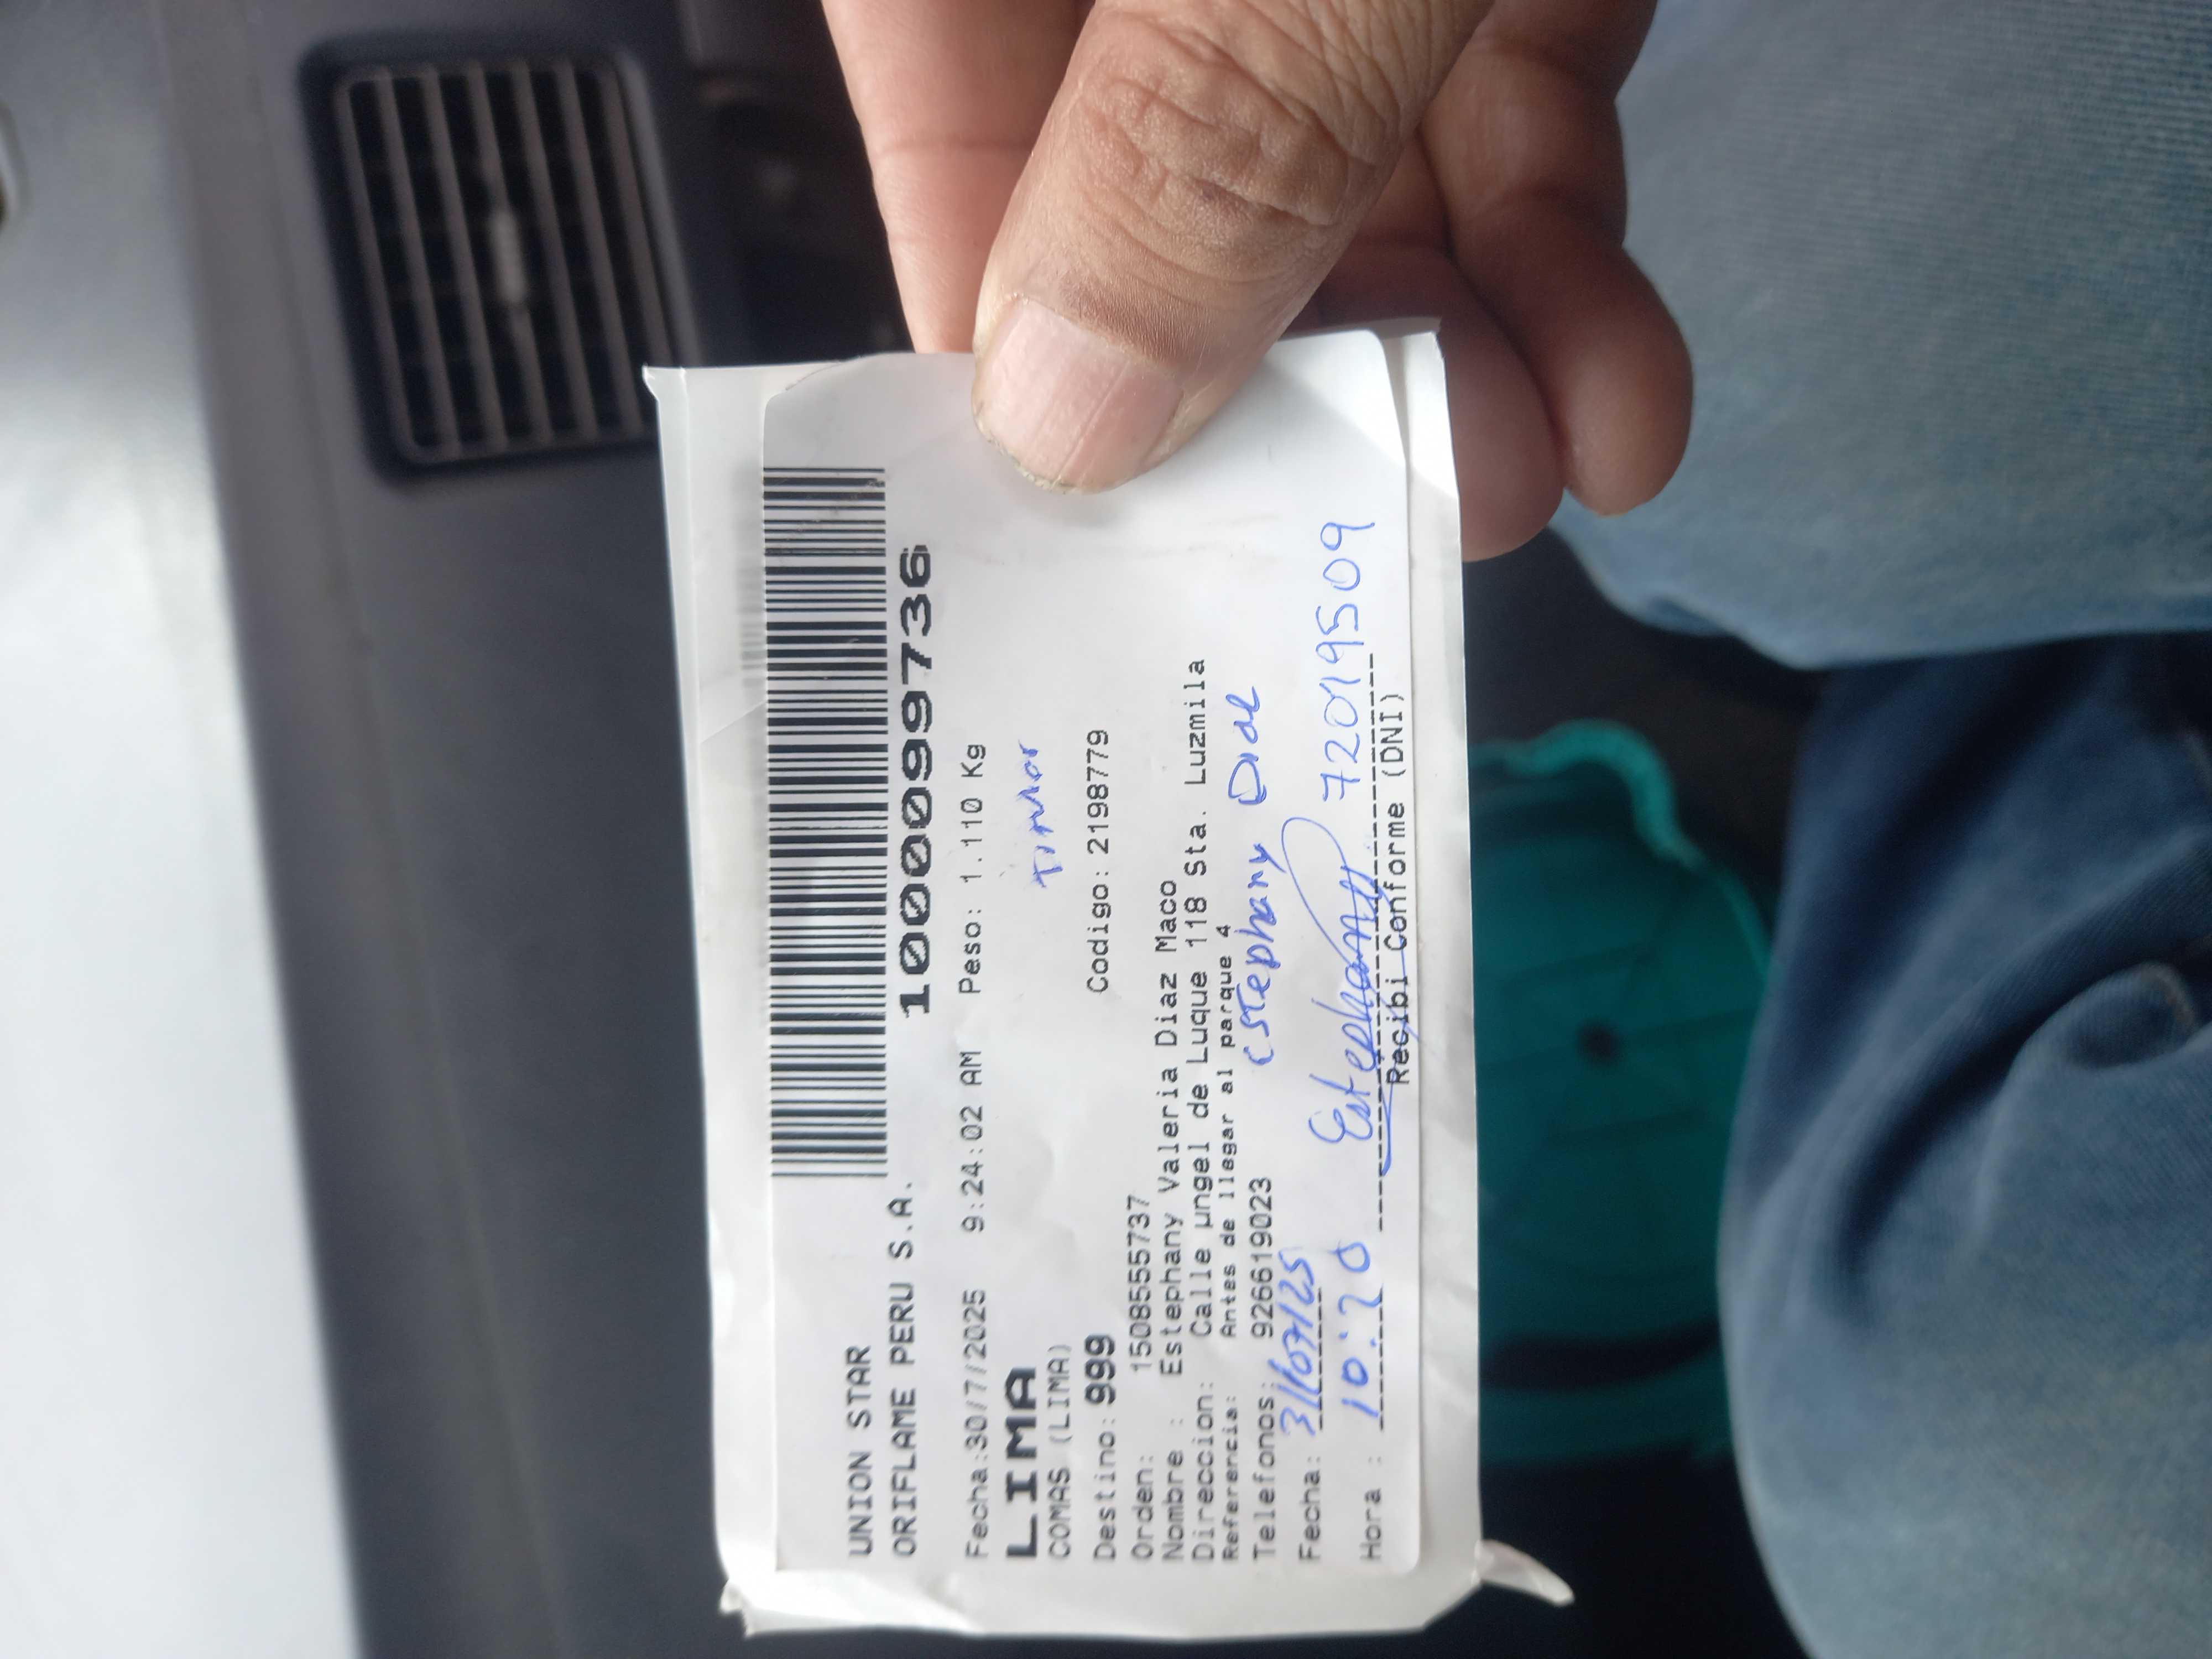 UNION STAR
ORIFLAME PERU S.A.
1000099736
Fecha:30/7/2025 9:24:02 AM Peso: 1.110 Kg
LIMA
COMAS (LIMA)
Destino: 999 Codigo: 2198779
Orden: 1508555737
Nombre : Estephany Valeria Diaz Maco
Direccion: Calle µngel de Luque 118 Sta. Luzmila
Referencia: Antes de llegar al parque 4
Telefonos: 926619023 Estephany
Fecha: 31/07/25
Hora : 10:20 Estephany 72019509
Recibi Conforme (DNI)